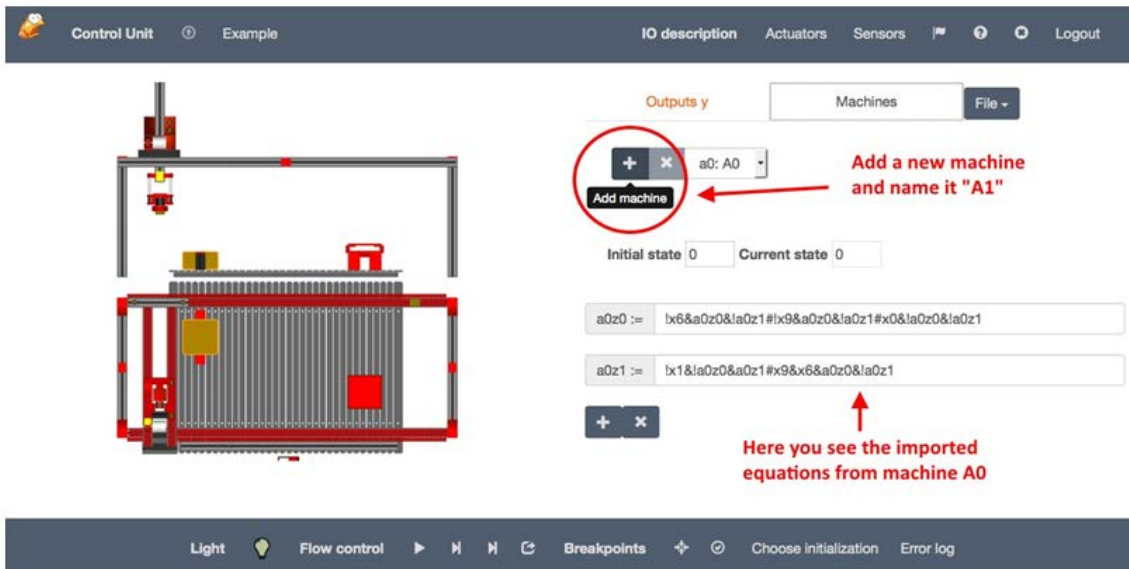 Control Unit Example IO description Actuators Sensors Logout
Outputs y Machines File
a0: A0
Add machine
Add a new machine
and name it "A1"
Initial state 0 Current state 0
a0z0 := !x6&a0z0&!a0z1#!x9&a0z0&!a0z1#x0&!a0z0&!a0z1
a0z1 := !x1&!a0z0&a0z1#x9&x6&a0z0&!a0z1
Here you see the imported
equations from machine A0
Light Flow control Breakpoints Choose initialization Error log